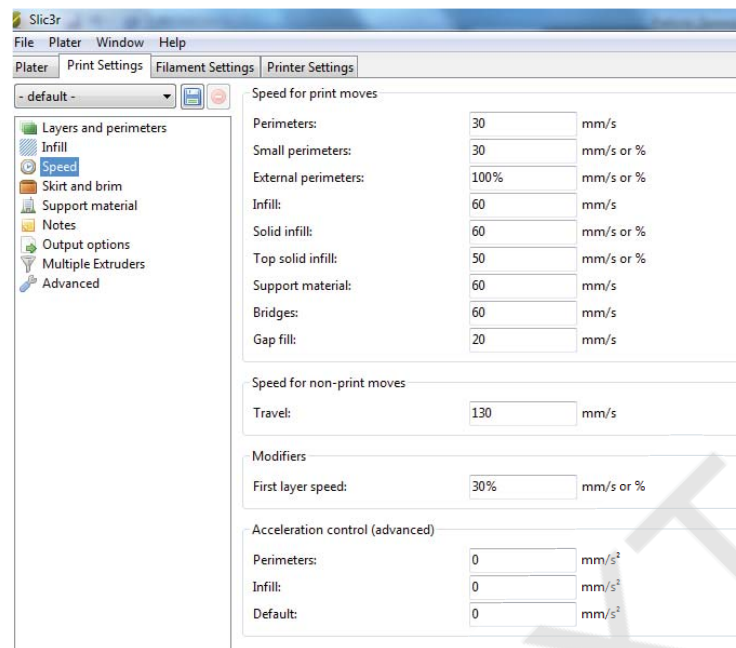 Slic3r
File Plater Window Help
Plater Print Settings Filament Settings Printer Settings
- default -
Layers and perimeters
Infill
Speed
Skirt and brim
Support material
Notes
Output options
Multiple Extruders
Advanced
Speed for print moves
Perimeters: 30 mm/s
Small perimeters: 30 mm/s or %
External perimeters: 100% mm/s or %
Infill: 60 mm/s
Solid infill: 60 mm/s or %
Top solid infill: 50 mm/s or %
Support material: 60 mm/s
Bridges: 60 mm/s
Gap fill: 20 mm/s
Speed for non-print moves
Travel: 130 mm/s
Modifiers
First layer speed: 30% mm/s or %
Acceleration control (advanced)
Perimeters: 0 mm/s²
Infill: 0 mm/s²
Default: 0 mm/s²